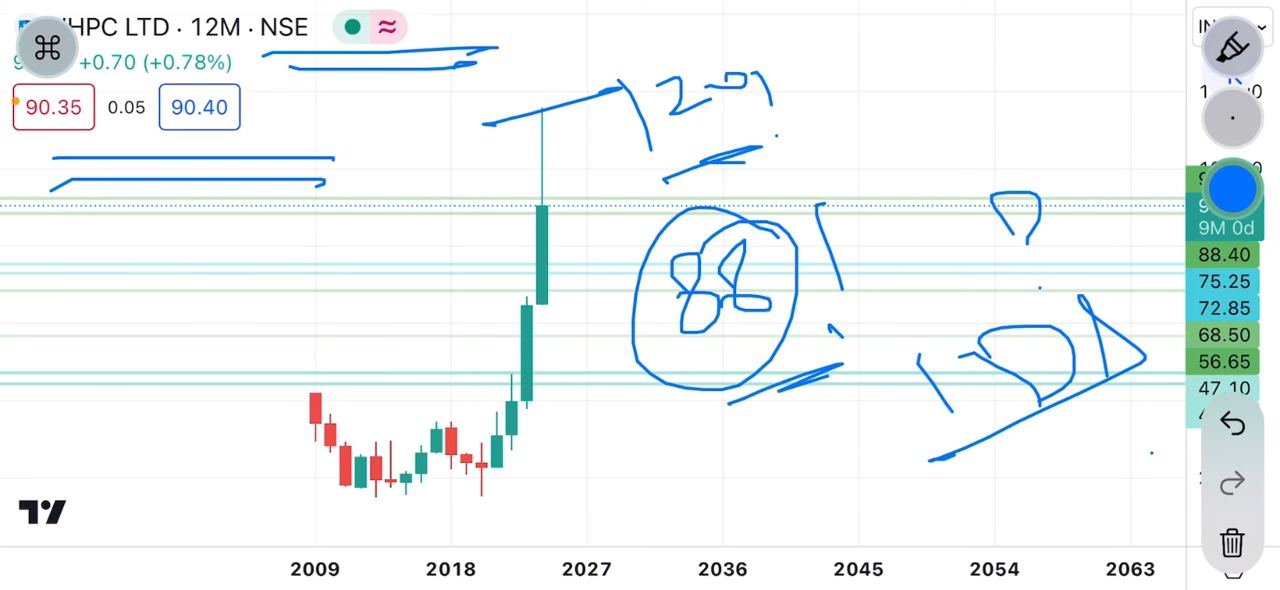 HPC LTD · 12M · NSE
+0.70 (+0.78%)
90.35 0.05 90.40
88
9M 0d
88.40
75.25
72.85
68.50
56.65
47.10
2009 2018 2027 2036 2045 2054 2063